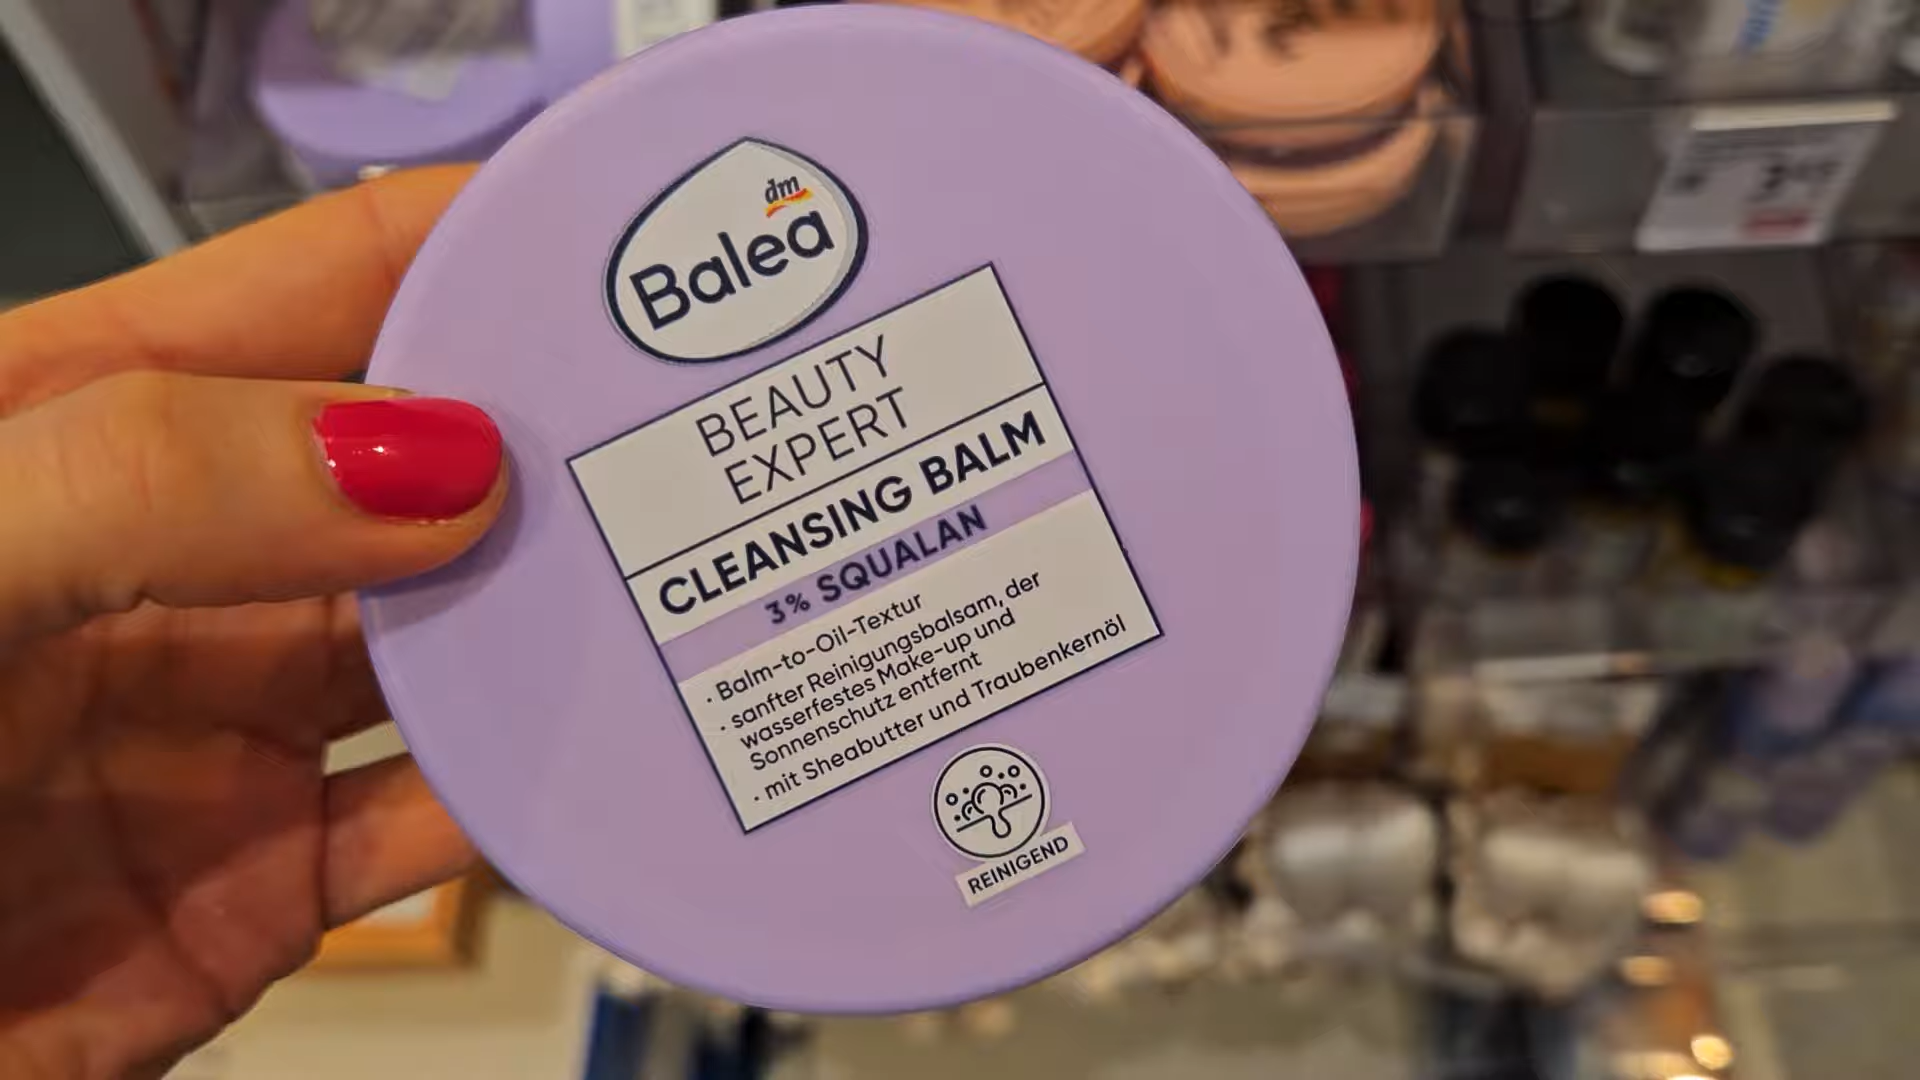 dm
Balea
BEAUTY
EXPERT
CLEANSING BALM
3% SQUALAN
· Balm-to-Oil-Textur
· sanfter Reinigungsbalsam, der
wasserfestes Make-up und
Sonnenschutz entfernt
· mit Sheabutter und Traubenkernöl
REINIGEND